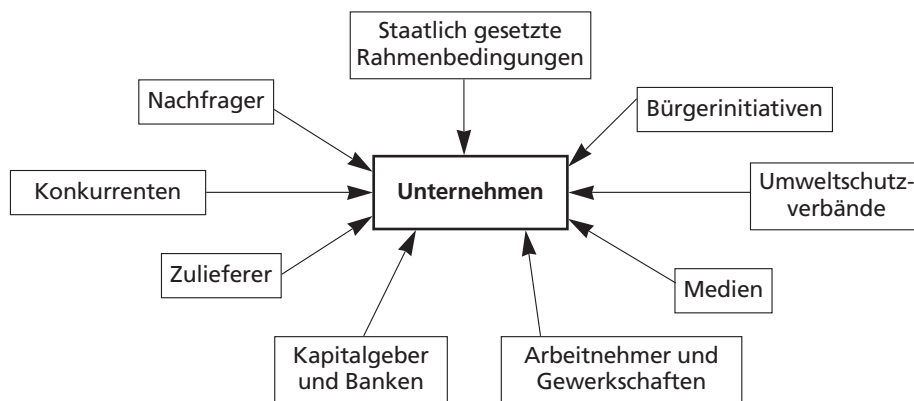 Staatlich gesetzte
Rahmenbedingungen
Nachfrager
Bürgerinitiativen
Konkurrenten
Unternehmen
Umweltschutz-
verbände
Zulieferer
Medien
Kapitalgeber
und Banken
Arbeitnehmer und
Gewerkschaften